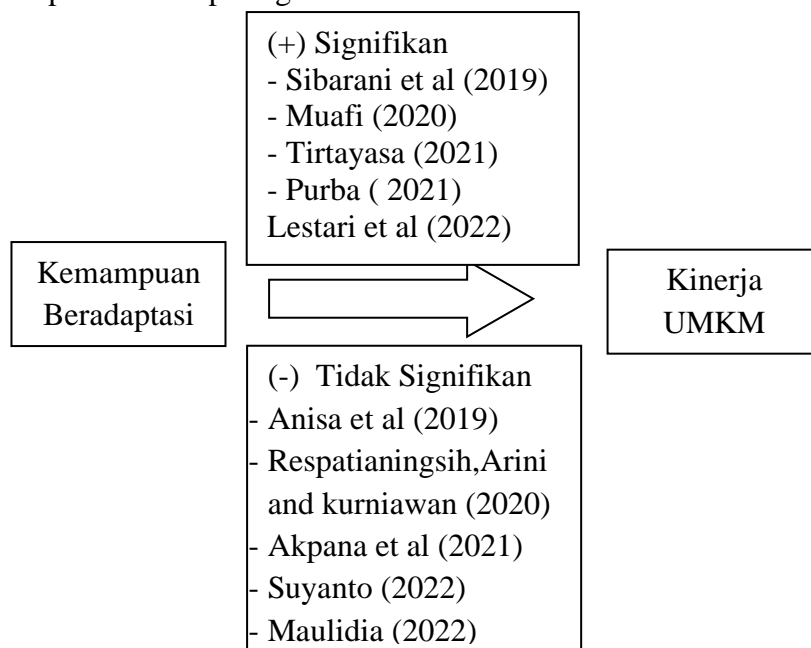 (+) Signifikan
- Sibarani et al (2019)
- Muafi (2020)
- Tirtayasa (2021)
- Purba ( 2021)
Lestari et al (2022)
Kemampuan
Beradaptasi
Kinerja
UMKM
(-) Tidak Signifikan
- Anisa et al (2019)
- Respatianingsih,Arini
and kurniawan (2020)
- Akpana et al (2021)
- Suyanto (2022)
- Maulidia (2022)